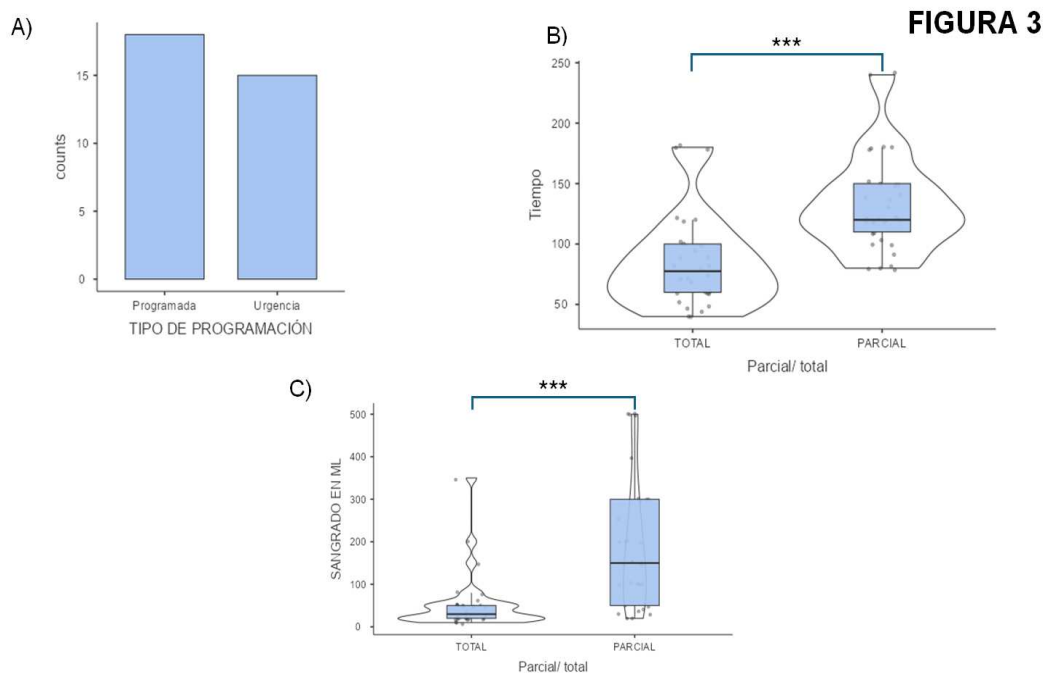 FIGURA 3
A)
counts
15
10
5
0
Programada
Urgencia
TIPO DE PROGRAMACIÓN
B)
***
Tiempo
250
200
150
100
50
TOTAL
PARCIAL
Parcial/ total
C)
***
SANGRADO EN ML
500
400
300
200
100
0
TOTAL
PARCIAL
Parcial/ total